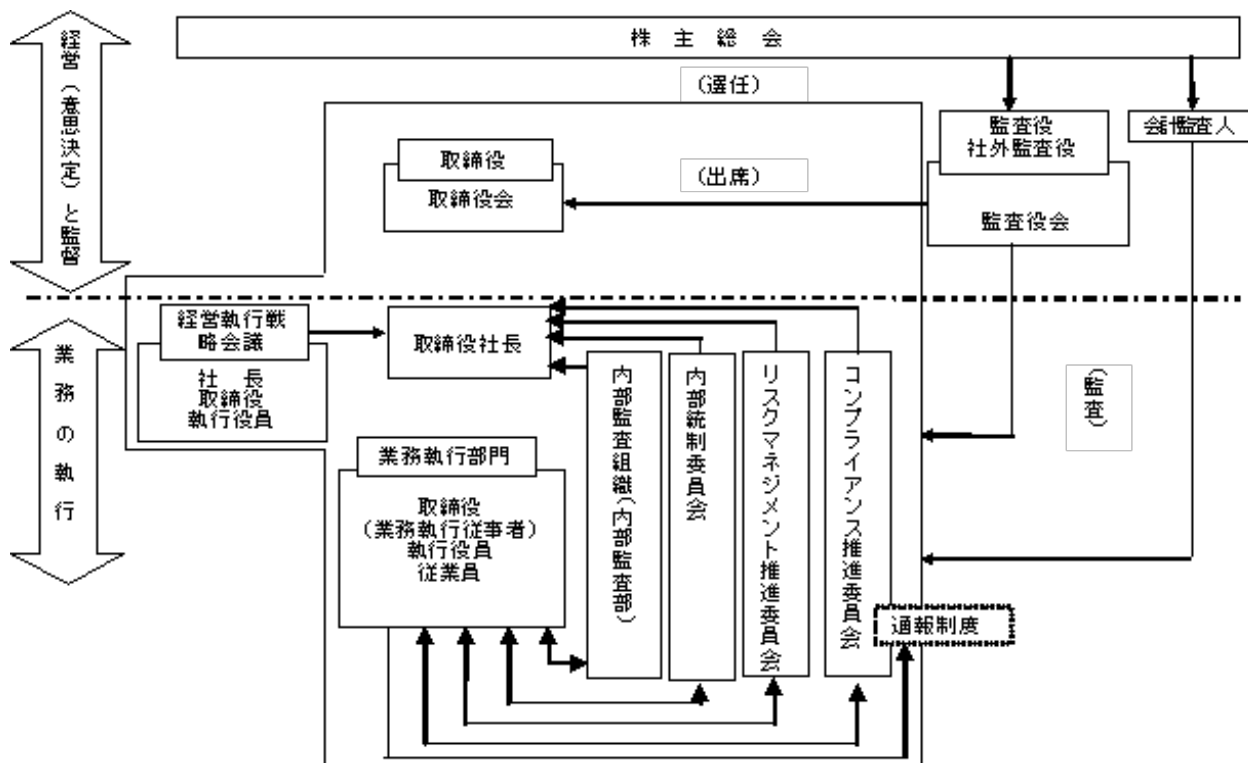 株主総会
(選任)
監査役
社外監査役
会計監査人
取締役
取締役会
(出席)
監査役会
経営(意思決定)と監督
経営執行戦
略会議
社 長
取締役
執行役員
取締役社長
業務の執行
業務執行部門
取締役
(業務執行従事者)
執行役員
従業員
内部監査組織(内部監査部)
内部統制委員会
リスクマネジメント推進委員会
コンプライアンス推進委員会
(監査)
通報制度